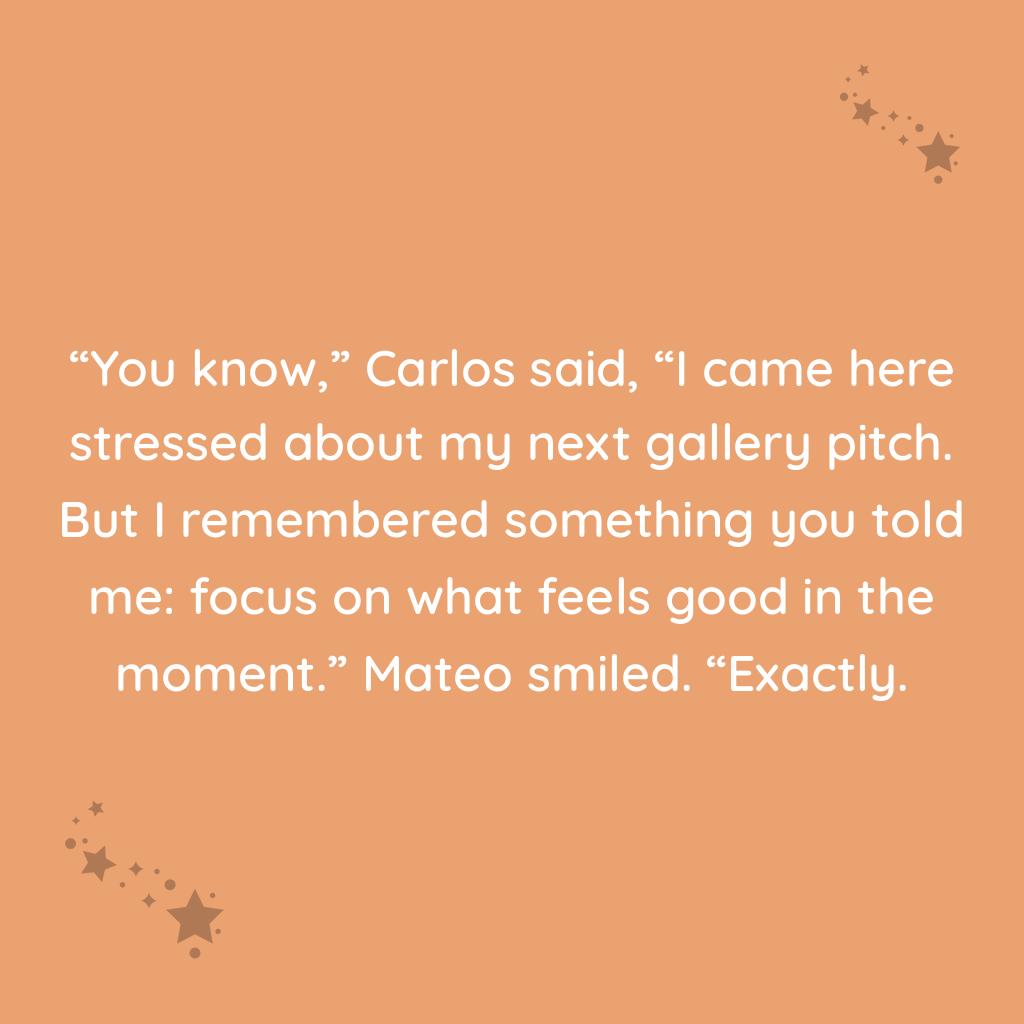 “You know,” Carlos said, “I came here
stressed about my next gallery pitch.
But I remembered something you told
me: focus on what feels good in the
moment.” Mateo smiled. “Exactly.